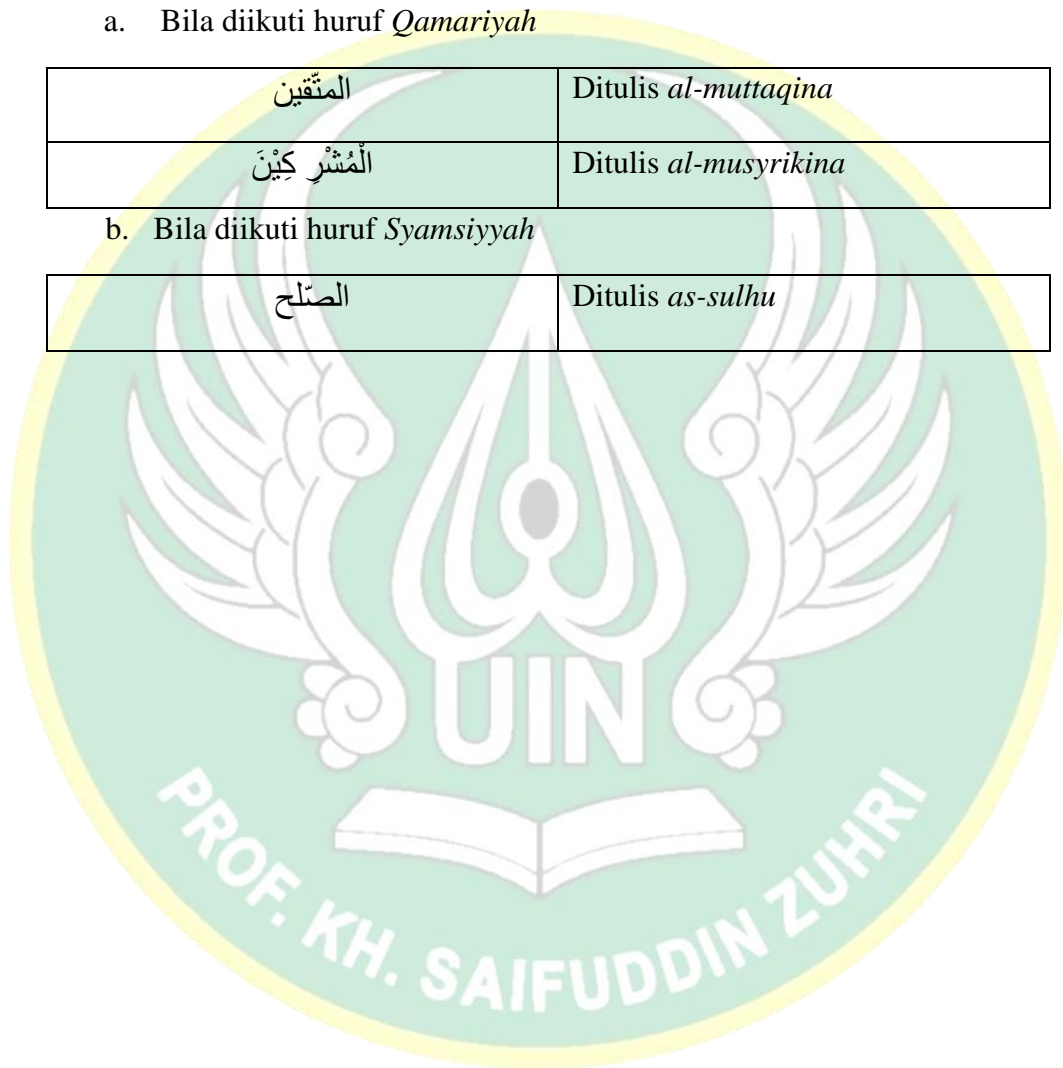 a. Bila diikuti huruf Qamariyah
المتّقين Ditulis al-muttaqina
الْمُشْرٍ كِيْنَ Ditulis al-musyrikina
b. Bila diikuti huruf Syamsiyyah
الصّلح Ditulis as-sulhu
UIN
PROF. KH. SAIFUDDIN ZUHRI